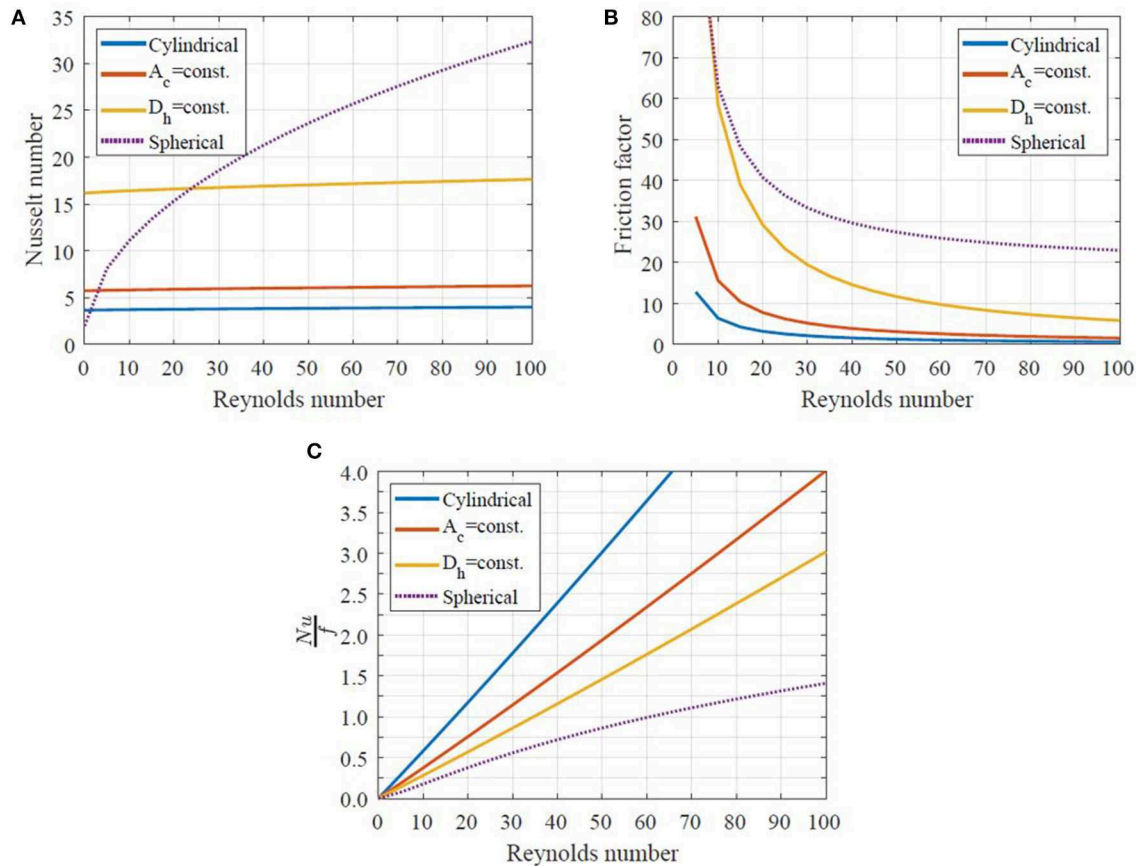 A
Nusselt number
35
30
25
20
15
10
5
0
Cylindrical
A_c=const.
D_h=const.
Spherical
0 10 20 30 40 50 60 70 80 90 100
Reynolds number
B
Friction factor
80
70
60
50
40
30
20
10
0
Cylindrical
A_c=const.
D_h=const.
Spherical
0 10 20 30 40 50 60 70 80 90 100
Reynolds number
C
Nu
f
4.0
3.5
3.0
2.5
2.0
1.5
1.0
0.5
0.0
Cylindrical
A_c=const.
D_h=const.
Spherical
0 10 20 30 40 50 60 70 80 90 100
Reynolds number